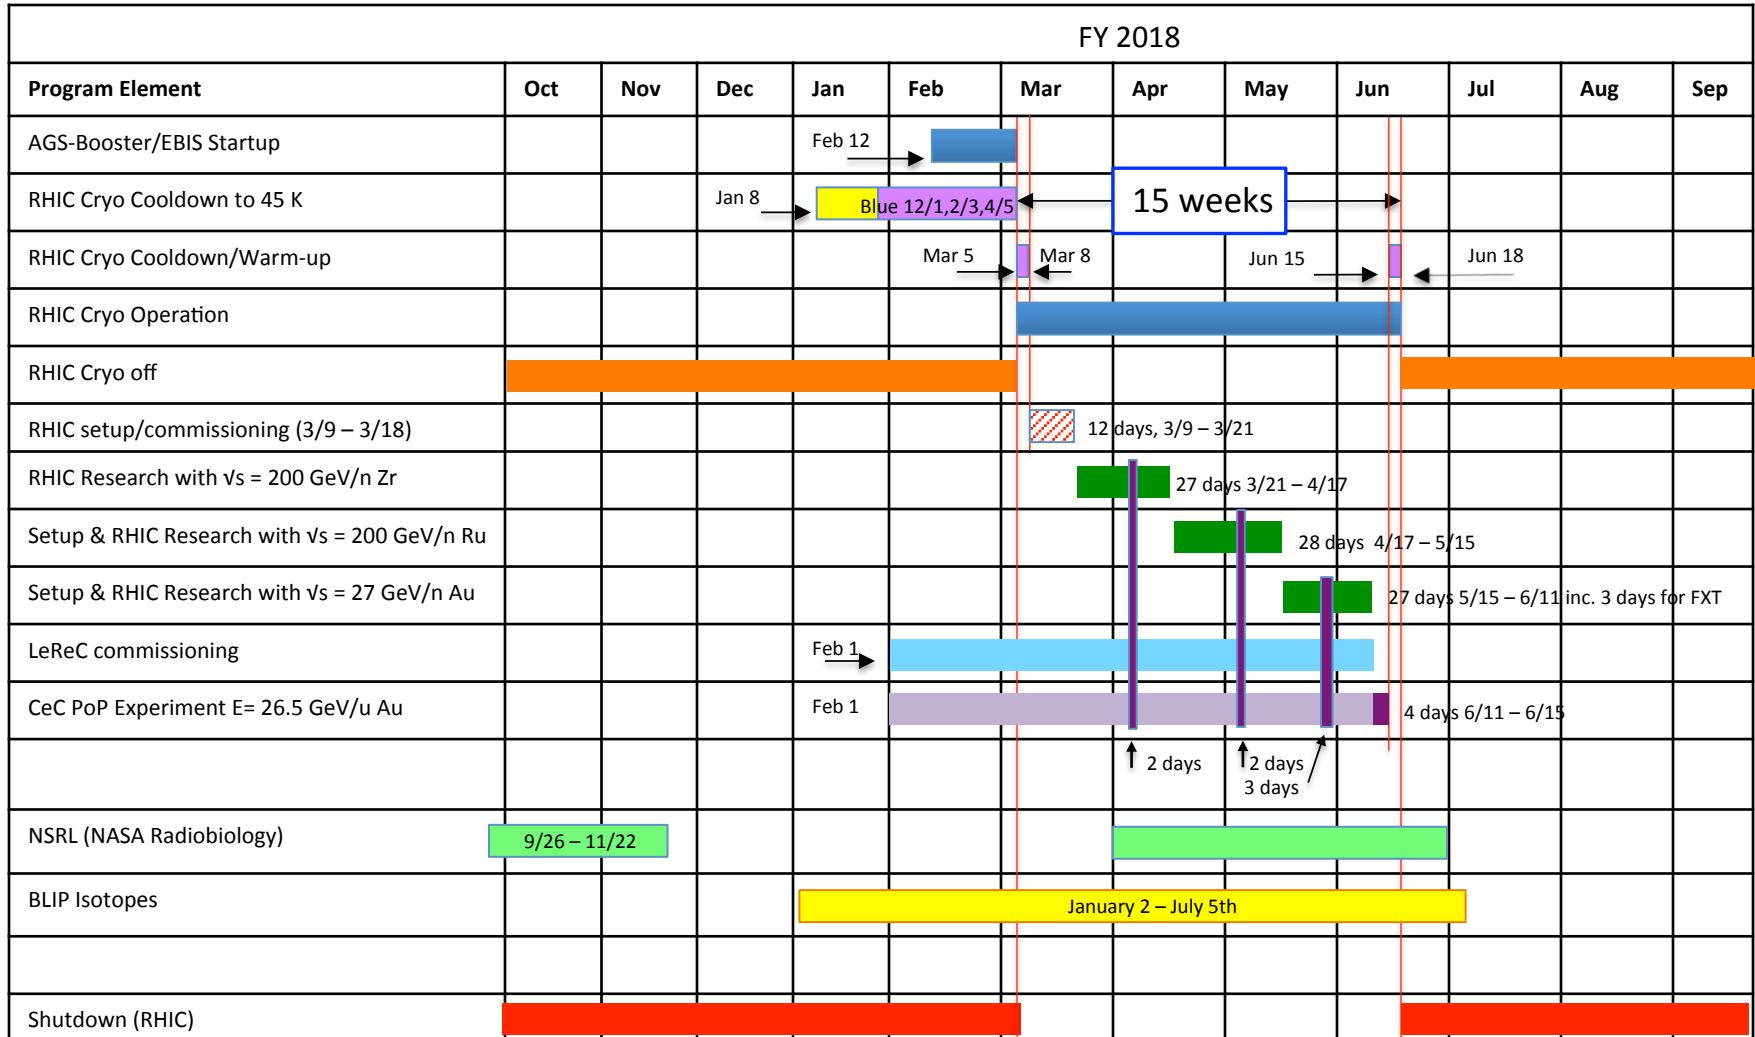 FY 2018
Program Element Oct Nov Dec Jan Feb Mar Apr May Jun Jul Aug Sep
AGS-Booster/EBIS Startup Feb 12
RHIC Cryo Cooldown to 45 K Jan 8 Blue 12/1,2/3,4/5 15 weeks
RHIC Cryo Cooldown/Warm-up Mar 5 Mar 8 Jun 15 Jun 18
RHIC Cryo Operation
RHIC Cryo off
RHIC setup/commissioning (3/9 – 3/18) 12 days, 3/9 – 3/21
RHIC Research with √s = 200 GeV/n Zr 27 days 3/21 – 4/17
Setup & RHIC Research with √s = 200 GeV/n Ru 28 days 4/17 – 5/15
Setup & RHIC Research with √s = 27 GeV/n Au 27 days 5/15 – 6/11 inc. 3 days for FXT
LeReC commissioning Feb 1
CeC PoP Experiment E= 26.5 GeV/u Au Feb 1 4 days 6/11 – 6/15
2 days 2 days
3 days
NSRL (NASA Radiobiology) 9/26 – 11/22
BLIP Isotopes January 2 – July 5th
Shutdown (RHIC)